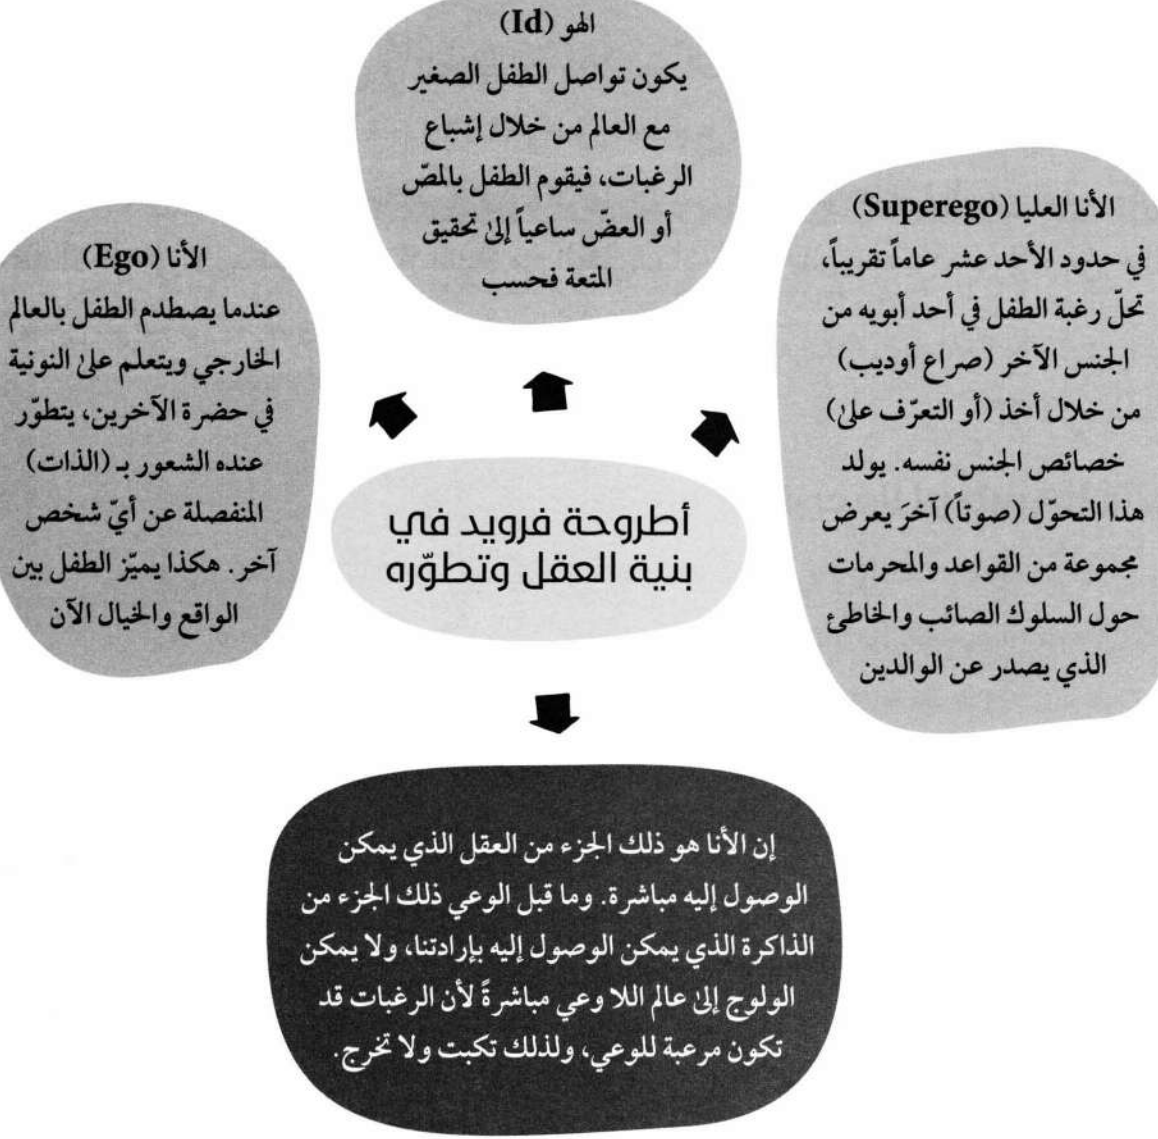 الهو (Id)
يكون تواصل الطفل الصغير
مع العالم من خلال إشباع
الرغبات، فيقوم الطفل بالمصّ
أو العضّ ساعياً إلىٰ تحقيق
المتعة فحسب
الأنا العليا (Superego)
في حدود الأحد عشر عاماً تقريباً،
تحلّ رغبة الطفل في أحد أبويه من
الجنس الآخر (صراع أوديب)
من خلال أخذ (أو التعرّف علىٰ)
خصائص الجنس نفسه. يولد
هذا التحوّل (صوتاً) آخرَ يعرض
مجموعة من القواعد والمحرمات
حول السلوك الصائب والخاطئ
الذي يصدر عن الوالدين
الأنا (Ego)
عندما يصطدم الطفل بالعالم
الخارجي ويتعلم علىٰ النونية
في حضرة الآخرين، يتطوّر
عنده الشعور بـ (الذات)
المنفصلة عن أيّ شخص
آخر. هكذا يميّز الطفل بين
الواقع والخيال الآن
أطروحة فرويد في
بنية العقل وتطوّره
إن الأنا هو ذلك الجزء من العقل الذي يمكن
الوصول إليه مباشرة. وما قبل الوعي ذلك الجزء من
الذاكرة الذي يمكن الوصول إليه بإرادتنا، ولا يمكن
الولوج إلىٰ عالم اللا وعي مباشرةً لأن الرغبات قد
تكون مرعبة للوعي، ولذلك تكبت ولا تخرج.